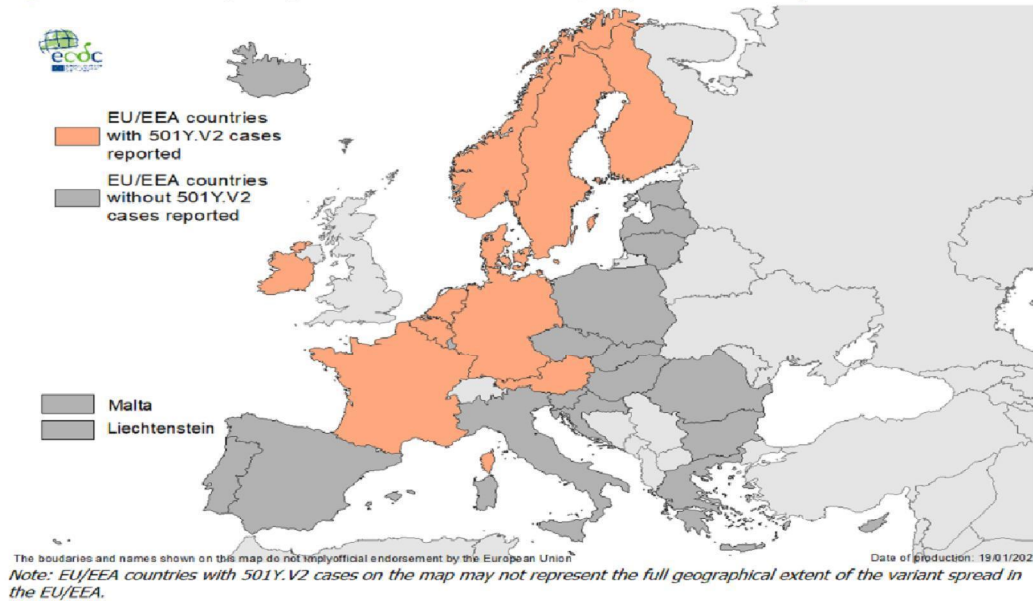 ecdc
EU/EEA countries
with 501Y.V2 cases
reported
EU/EEA countries
without 501Y.V2
cases reported
Malta
Liechtenstein
The boudaries and names shown on this map do not implyofficial endorsement by the European Union
Date of production: 19/01/202
Note: EU/EEA countries with 501Y.V2 cases on the map may not represent the full geographical extent of the variant spread in
the EU/EEA.